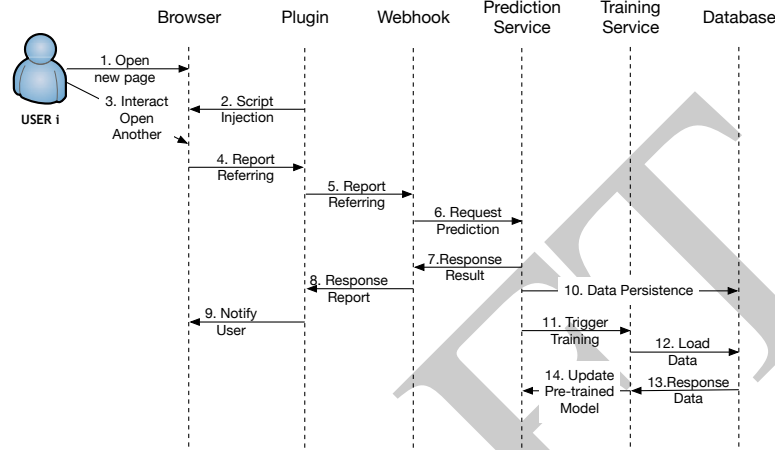 Browser
Plugin
Webhook
Prediction
Service
Training
Service
Database
USER i
1. Open
new page
3. Interact
Open
Another
2. Script
Injection
4. Report
Referring
5. Report
Referring
6. Request
Prediction
7.Response
Result
8. Response
Report
9. Notify
User
10. Data Persistence
11. Trigger
Training
12. Load
Data
13.Response
Data
14. Update
Pre-trained
Model
FT